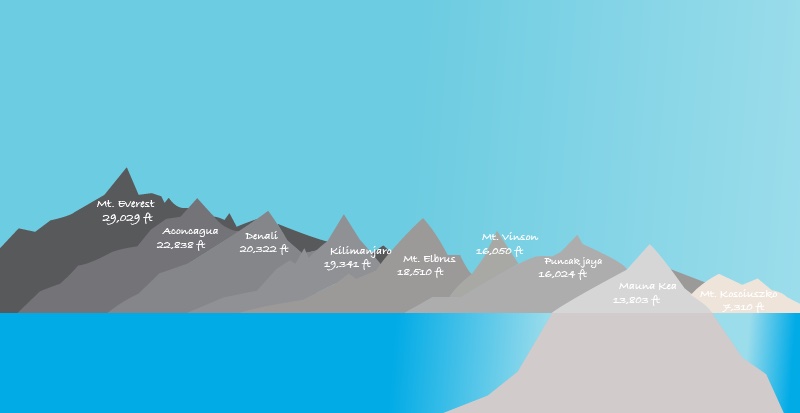 Mt. Everest
29,029 ft
Aconcagua
22,838 ft
Denali
20,322 ft
Kilimanjaro
19,341 ft
Mt. Elbrus
18,510 ft
Mt. Vinson
16,050 ft
Puncak jaya
16,024 ft
Mauna Kea
13,803 ft
Mt. Kosciuszko
7,310 ft